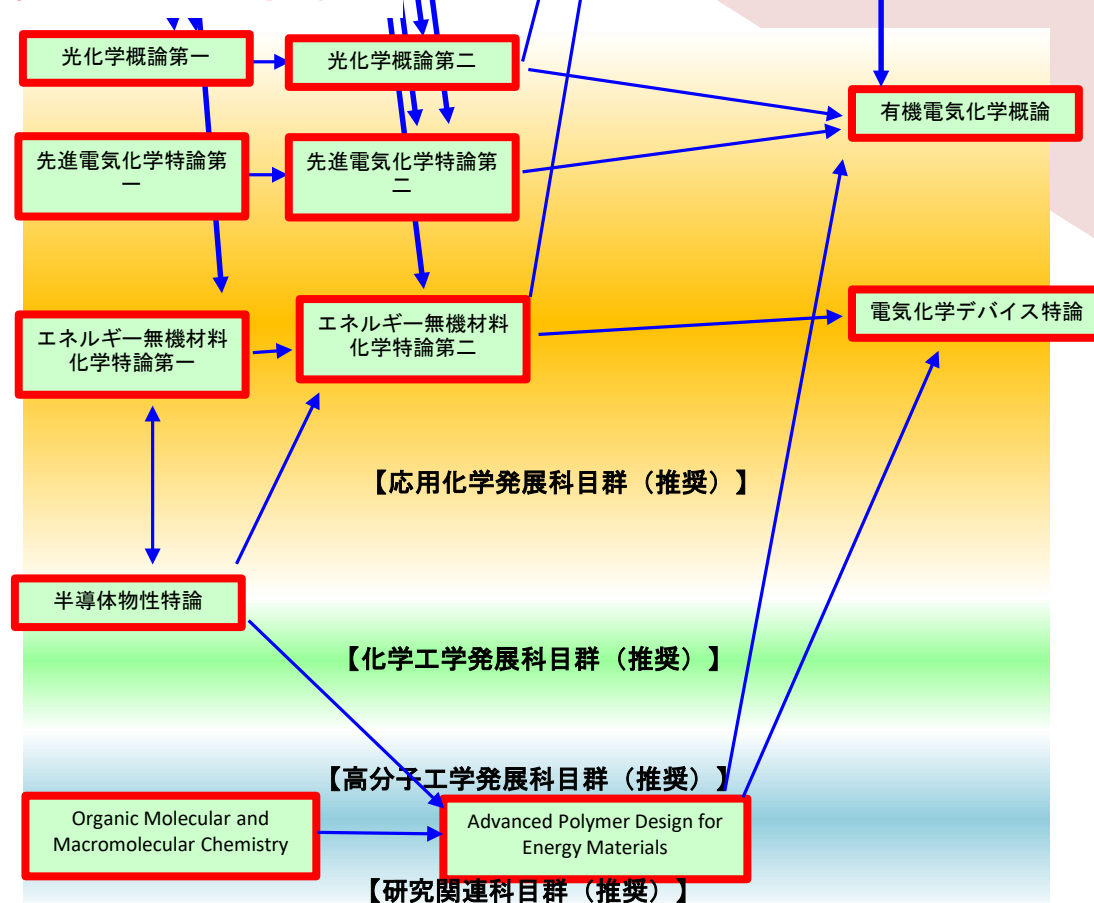 光化学概論第一
光化学概論第二
有機電気化学概論
先進電気化学特論第
一
先進電気化学特論第
二
エネルギー無機材料
化学特論第一
エネルギー無機材料
化学特論第二
電気化学デバイス特論
【応用化学発展科目群（推奨）】
半導体物性特論
【化学工学発展科目群（推奨）】
【高分子工学発展科目群（推奨）】
Organic Molecular and
Macromolecular Chemistry
Advanced Polymer Design for
Energy Materials
【研究関連科目群（推奨）】